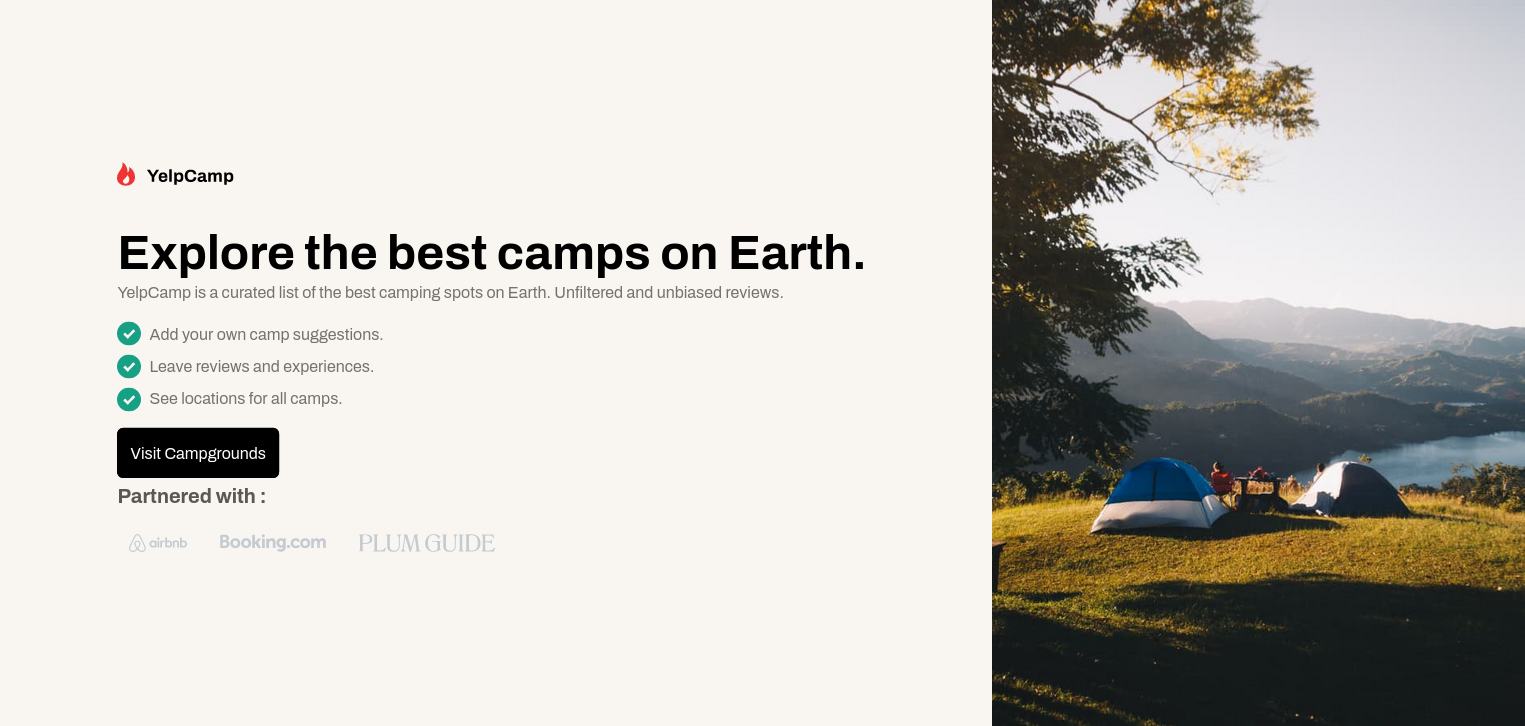 YelpCamp
Explore the best camps on Earth.
YelpCamp is a curated list of the best camping spots on Earth. Unfiltered and unbiased reviews.
Add your own camp suggestions.
Leave reviews and experiences.
See locations for all camps.
Visit Campgrounds
Partnered with :
airbnb Booking.com PLUM GUIDE